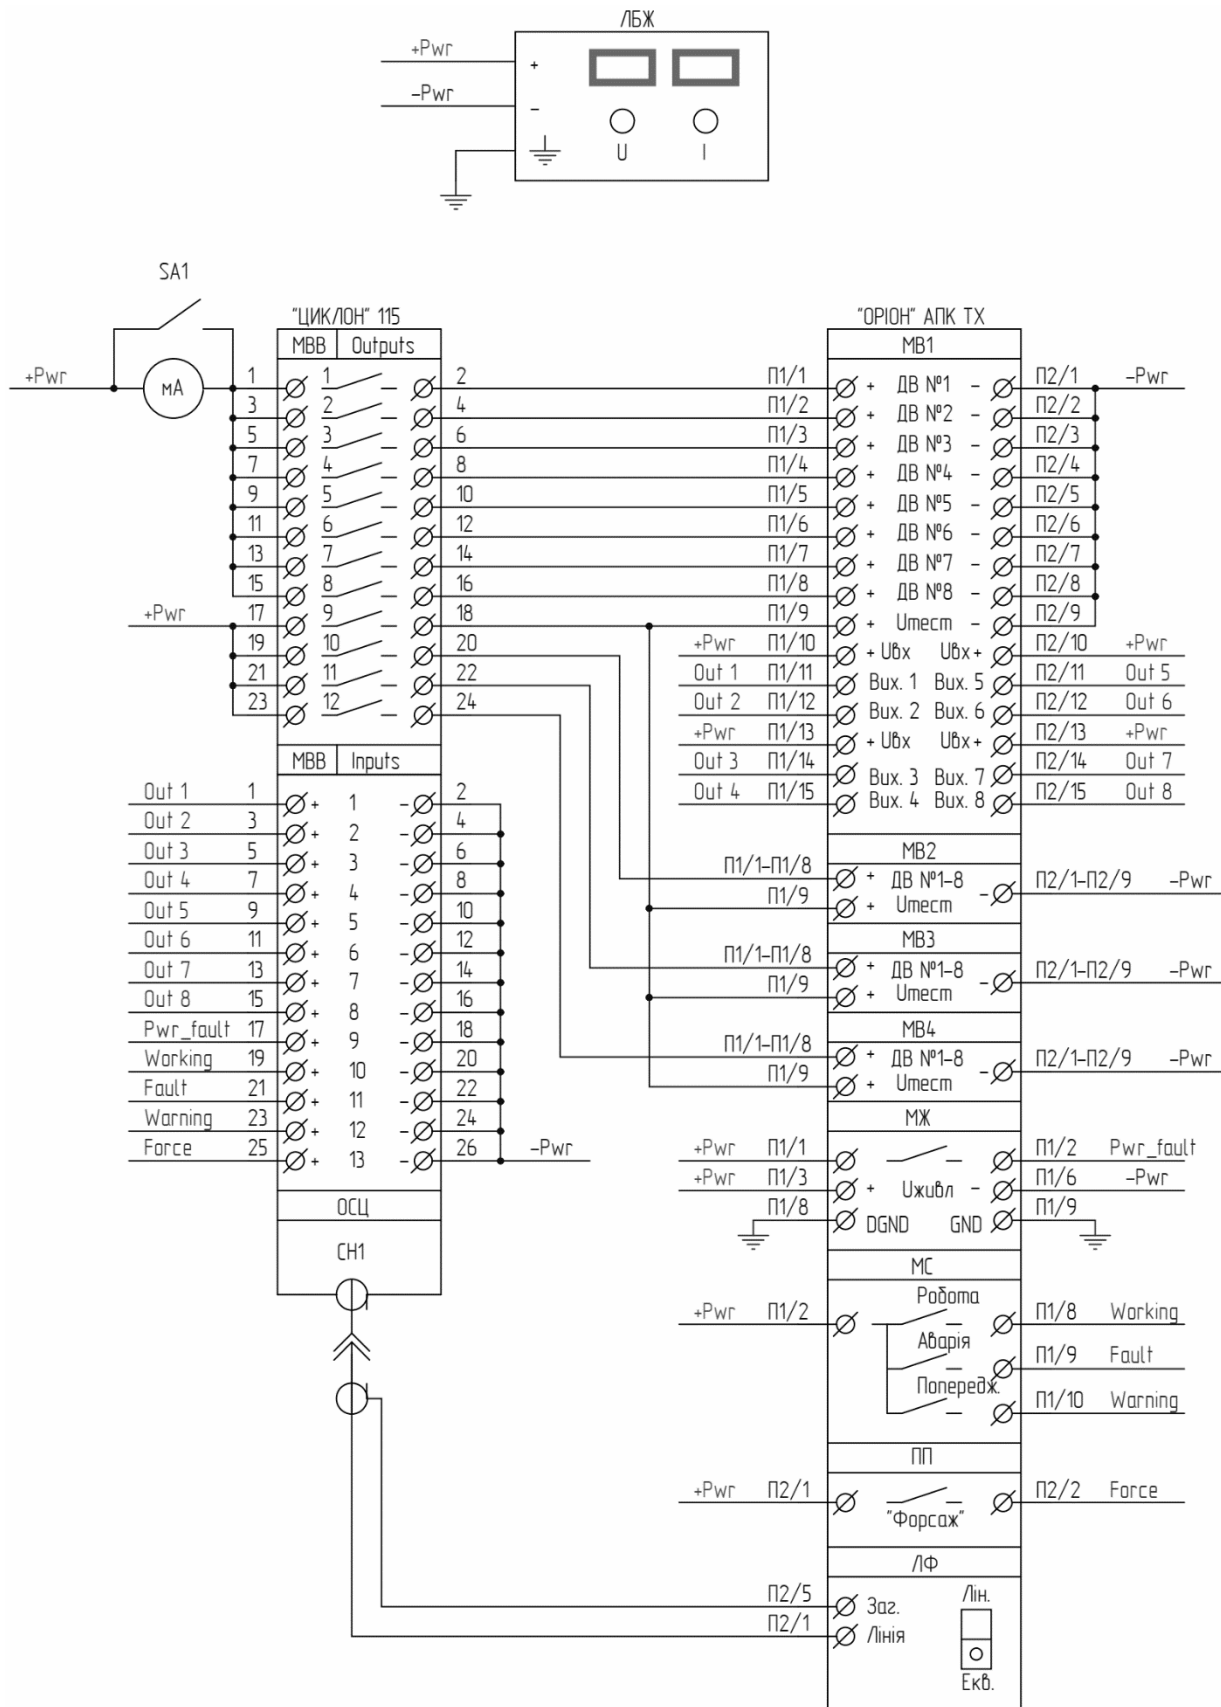 ЛБЖ
+Pwr +
-Pwr -
U I
SA1
"ЦИКЛОН" 115 "ОРІОН" АПК ТХ
МВВ Outputs МВ1
+Pwr мА 1 1 2 П1/1 + ДВ №1 - П2/1 -Pwr
3 2 4 П1/2 + ДВ №2 - П2/2
5 3 6 П1/3 + ДВ №3 - П2/3
7 4 8 П1/4 + ДВ №4 - П2/4
9 5 10 П1/5 + ДВ №5 - П2/5
11 6 12 П1/6 + ДВ №6 - П2/6
13 7 14 П1/7 + ДВ №7 - П2/7
15 8 16 П1/8 + ДВ №8 - П2/8
+Pwr 17 9 18 П1/9 + Uтест - П2/9
19 10 20 +Pwr П1/10 + Uвх Uвх + П2/10 +Pwr
21 11 22 Out 1 П1/11 Вих. 1 Вих. 5 П2/11 Out 5
23 12 24 Out 2 П1/12 Вих. 2 Вих. 6 П2/12 Out 6
+Pwr П1/13 + Uвх Uвх + П2/13 +Pwr
МВВ Inputs Out 3 П1/14 Вих. 3 Вих. 7 П2/14 Out 7
Out 1 1 + 1 - 2 Out 4 П1/15 Вих. 4 Вих. 8 П2/15 Out 8
Out 2 3 + 2 - 4
Out 3 5 + 3 - 6 МВ2
Out 4 7 + 4 - 8 П1/1-П1/8 + ДВ №1-8 - П2/1-П2/9 -Pwr
Out 5 9 + 5 - 10 П1/9 + Uтест
Out 6 11 + 6 - 12 МВ3
Out 7 13 + 7 - 14 П1/1-П1/8 + ДВ №1-8 - П2/1-П2/9 -Pwr
Out 8 15 + 8 - 16 П1/9 + Uтест
Pwr_fault 17 + 9 - 18 МВ4
Working 19 + 10 - 20 П1/1-П1/8 + ДВ №1-8 - П2/1-П2/9 -Pwr
Fault 21 + 11 - 22 П1/9 + Uтест
Warning 23 + 12 - 24 МЖ
Force 25 + 13 - 26 -Pwr +Pwr П1/1 П1/2 Pwr_fault
+Pwr П1/3 + Uживл - П1/6 -Pwr
ОСЦ П1/8 DGND GND П1/9
СН1 МС
Робота
+Pwr П1/2 П1/8 Working
Аварія
П1/9 Fault
Попередж.
П1/10 Warning
ПП
+Pwr П2/1 П2/2 Force
"Форсаж"
ЛФ
П2/5 Заг. Лін.
П2/1 Лінія
Екв.